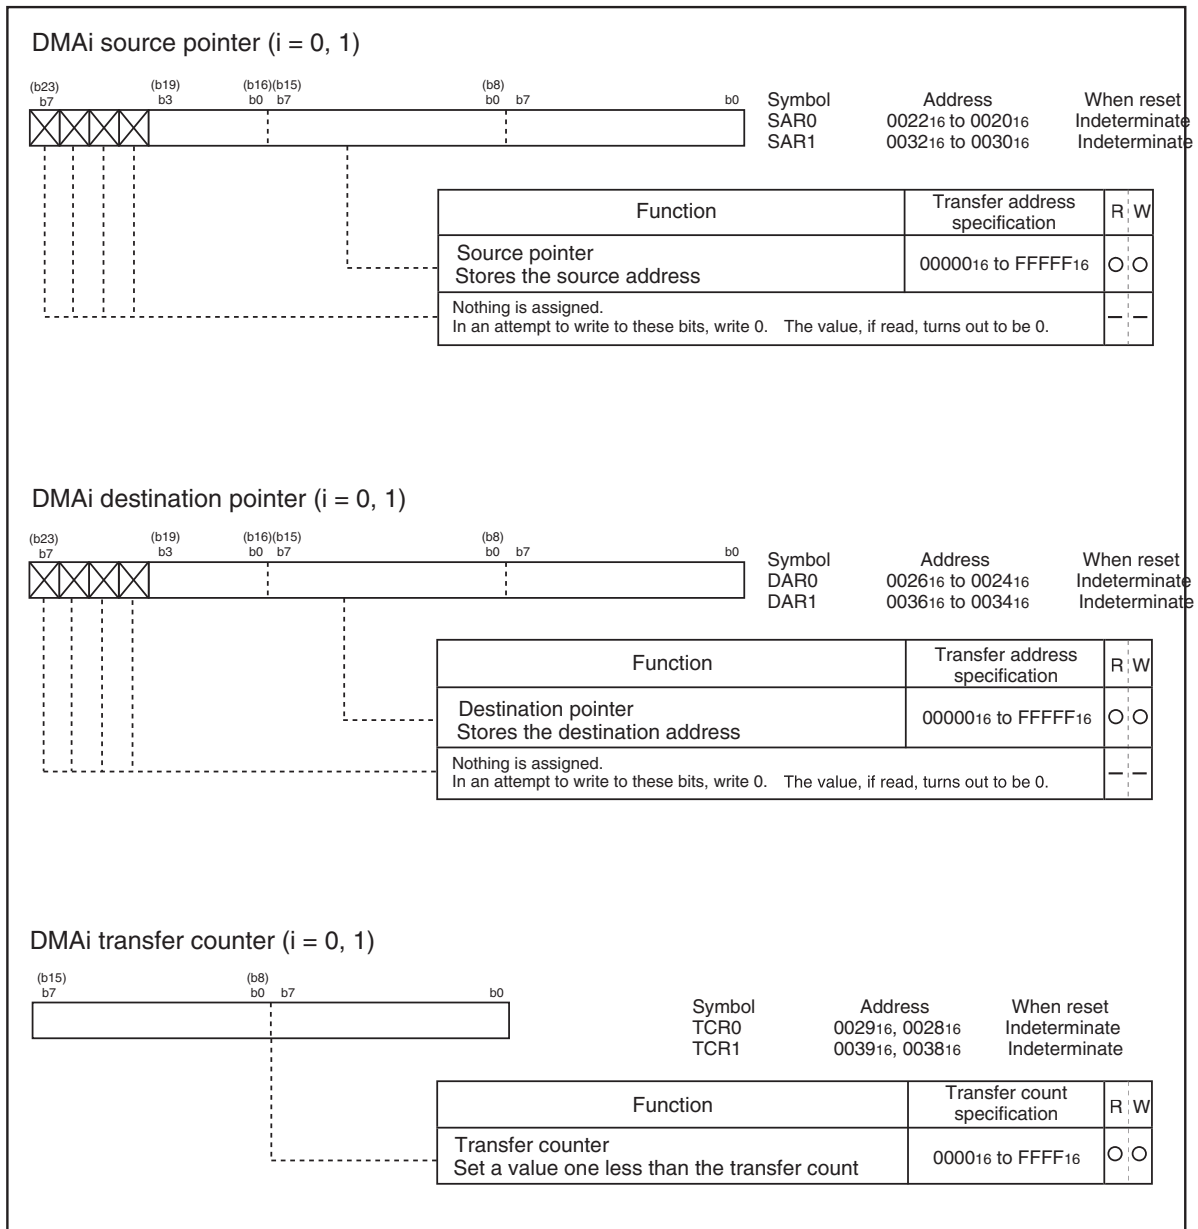 DMAi source pointer (i = 0, 1)
(b23) (b19) (b16)(b15) (b8)
b7 b3 b0 b7 b0 b7 b0
Symbol Address When reset
SAR0 002216 to 002016 Indeterminate
SAR1 003216 to 003016 Indeterminate
Function Transfer address specification R W
Source pointer
Stores the source address 0000016 to FFFFF16 O O
Nothing is assigned.
In an attempt to write to these bits, write 0. The value, if read, turns out to be 0. — —
DMAi destination pointer (i = 0, 1)
(b23) (b19) (b16)(b15) (b8)
b7 b3 b0 b7 b0 b7 b0
Symbol Address When reset
DAR0 002616 to 002416 Indeterminate
DAR1 003616 to 003416 Indeterminate
Function Transfer address specification R W
Destination pointer
Stores the destination address 0000016 to FFFFF16 O O
Nothing is assigned.
In an attempt to write to these bits, write 0. The value, if read, turns out to be 0. — —
DMAi transfer counter (i = 0, 1)
(b15) (b8)
b7 b0 b7 b0
Symbol Address When reset
TCR0 002916, 002816 Indeterminate
TCR1 003916, 003816 Indeterminate
Function Transfer count specification R W
Transfer counter
Set a value one less than the transfer count 000016 to FFFF16 O O